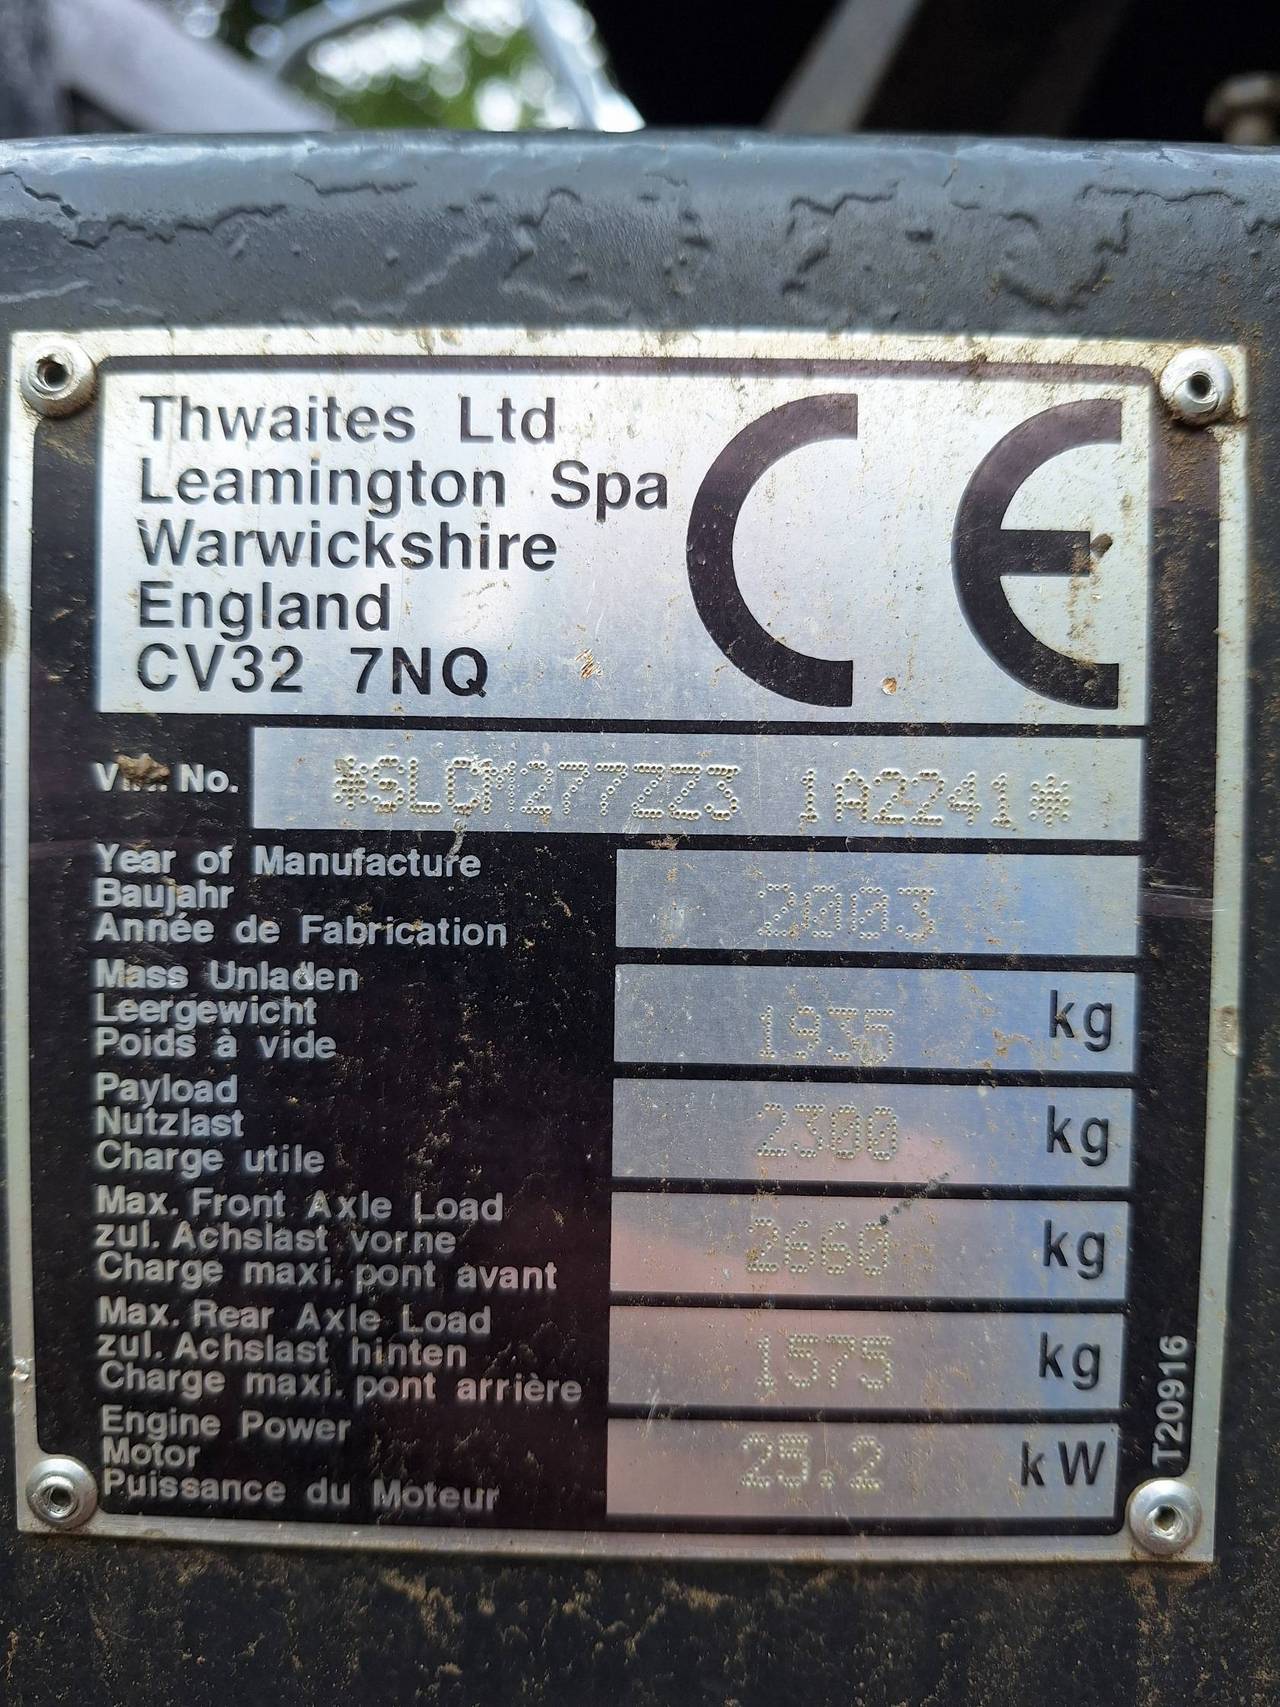 Thwaites Ltd
Leamington Spa
Warwickshire
England
CV32 7NQ
CE
No. *SLCM277ZZ3 1A2241*
Year of Manufacture
Baujahr
Année de Fabrication
2003
Mass Unladen
Leergewicht
Poids à vide
1935 kg
Payload
Nutzlast
Charge utile
2300 kg
Max. Front Axle Load
zul. Achslast vorne
Charge maxi. pont avant
2660 kg
Max. Rear Axle Load
zul. Achslast hinten
Charge maxi. pont arrière
1575 kg
Engine Power
Motor
Puissance du Moteur
25.2 kW
T20916